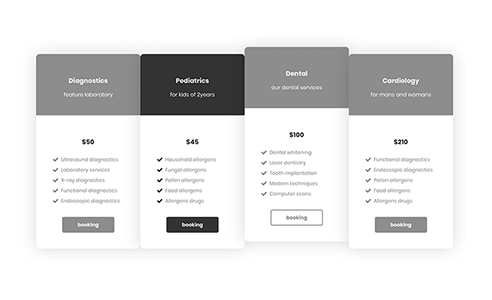 Diagnostics
feature laboratory
$50
Ultrasound diagnostics
Laboratory services
X-ray diagnostics
Functional diagnostics
Endoscopic diagnostics
booking
Pediatrics
for kids of 2years
$45
Household allergens
Fungal allergens
Pollen allergens
Food allergens
Allergens drugs
booking
Dental
our dental services
$100
Dental whitening
Laser dentistry
Tooth implantation
Modern techniques
Computer scans
booking
Cardiology
for mans and womans
$210
Functional diagnostics
Endoscopic diagnostics
Pollen allergens
Food allergens
Allergens drugs
booking